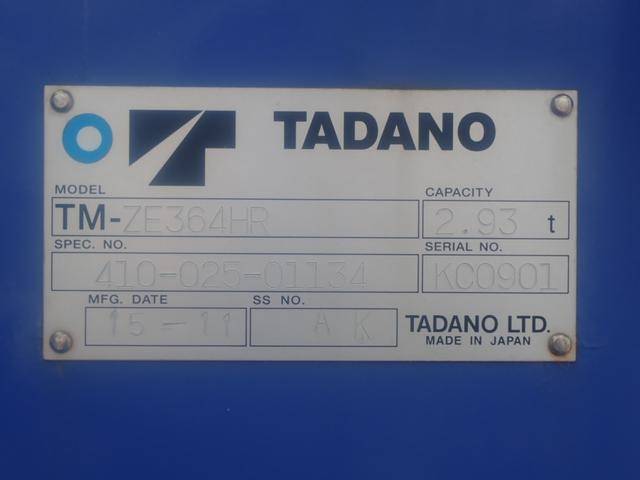 TADANO
MODEL
CAPACITY
TM-ZE364HR
2.93 t
SPEC. NO.
SERIAL NO.
410-025-01134
KC0901
MFG. DATE
SS NO.
15-11
A K
TADANO LTD.
MADE IN JAPAN